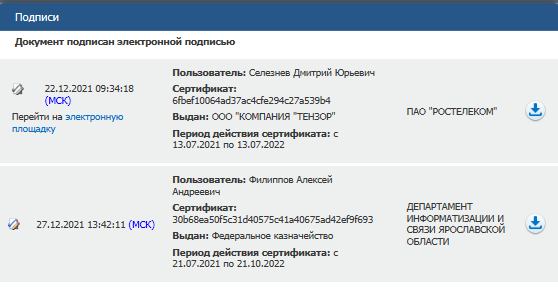 Подписи
Документ подписан электронной подписью
22.12.2021 09:34:18
(МСК)
Перейти на электронную
площадку
Пользователь: Селезнев Дмитрий Юрьевич
Сертификат:
6fbef10064ad37ac4cfe294c27a539b4
Выдан: ООО "КОМПАНИЯ "ТЕНЗОР"
Период действия сертификата: с
13.07.2021 по 13.07.2022
ПАО "РОСТЕЛЕКОМ"
27.12.2021 13:42:11 (МСК)
Пользователь: Филиппов Алексей
Андреевич
Сертификат:
30b68ea50f5c31d40575c41a40675ad42ef9f693
Выдан: Федеральное казначейство
Период действия сертификата: с
21.07.2021 по 21.10.2022
ДЕПАРТАМЕНТ
ИНФОРМАТИЗАЦИИ И
СВЯЗИ ЯРОСЛАВСКОЙ
ОБЛАСТИ